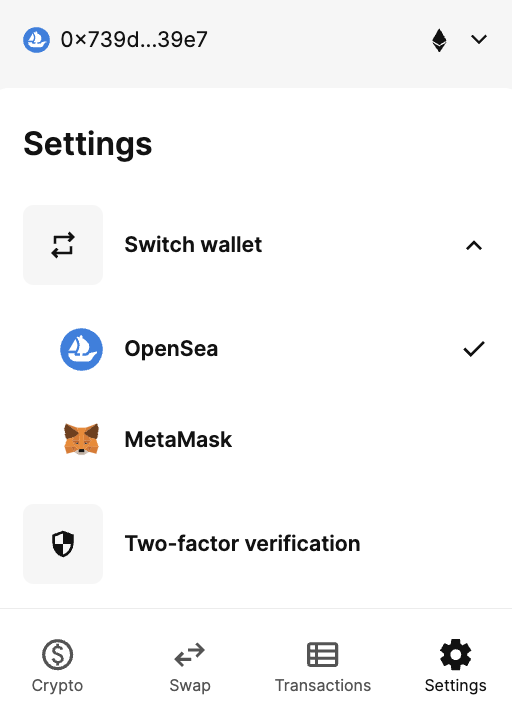 0x739d...39e7
Settings
Switch wallet
OpenSea
MetaMask
Two-factor verification
Crypto
Swap
Transactions
Settings